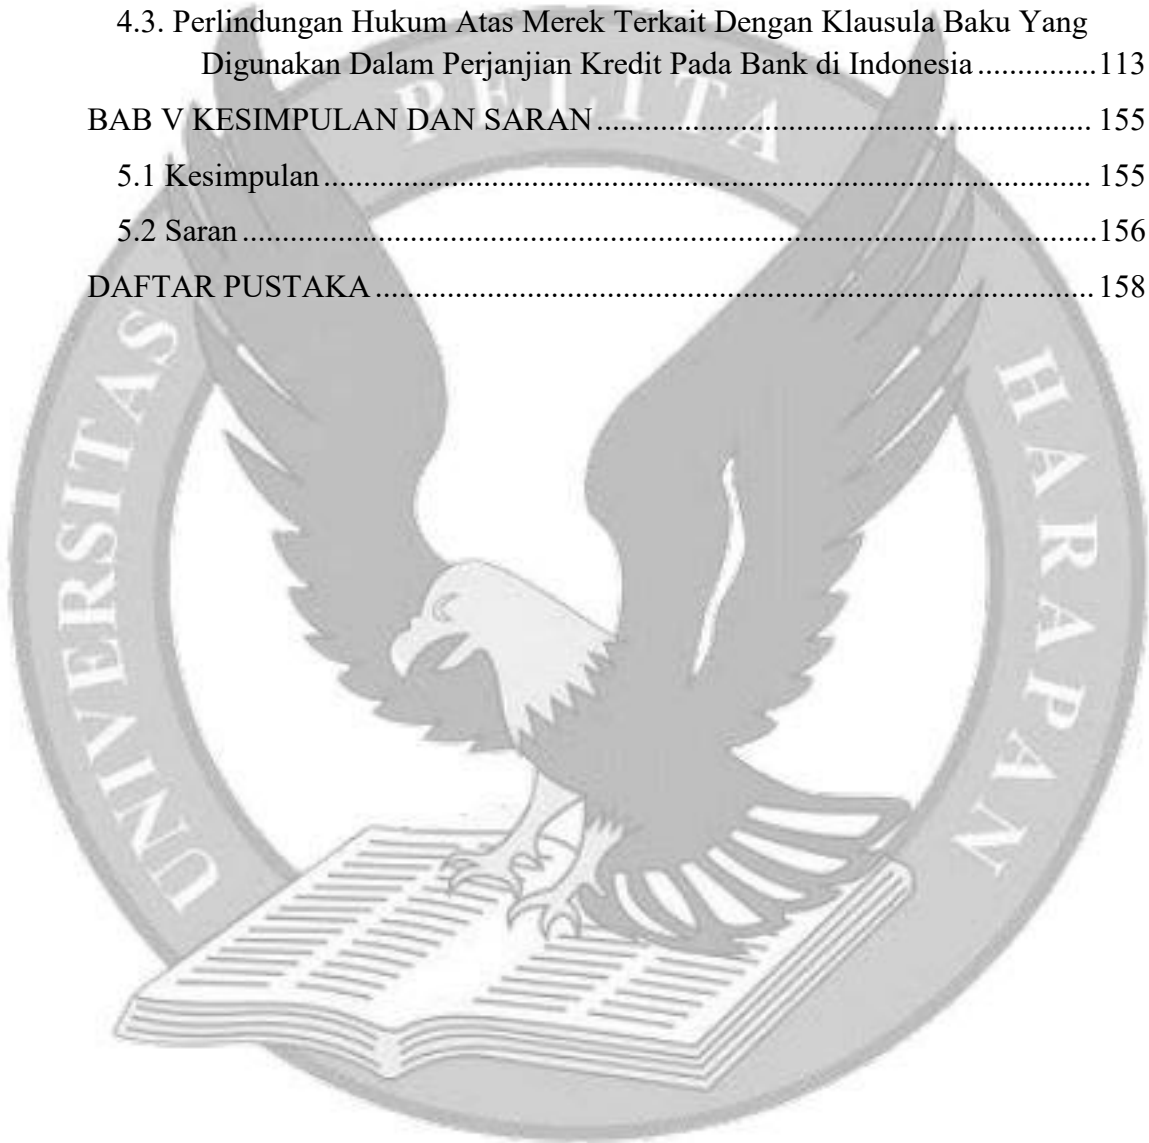 4.3. Perlindungan Hukum Atas Merek Terkait Dengan Klausula Baku Yang
Digunakan Dalam Perjanjian Kredit Pada Bank di Indonesia...............113
BAB V KESIMPULAN DAN SARAN.............................................................. 155
5.1 Kesimpulan................................................................................................ 155
5.2 Saran...........................................................................................................156
DAFTAR PUSTAKA.......................................................................................... 158
UNIVERSITAS PELITA HARAPAN